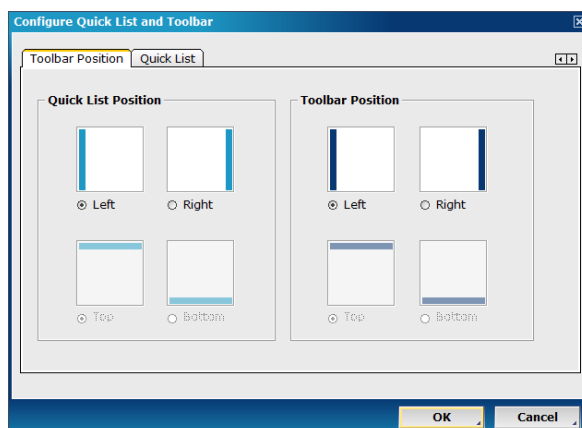 Configure Quick List and Toolbar
Toolbar Position Quick List
Quick List Position Toolbar Position
Left Right Left Right
Top Bottom Top Bottom
OK Cancel